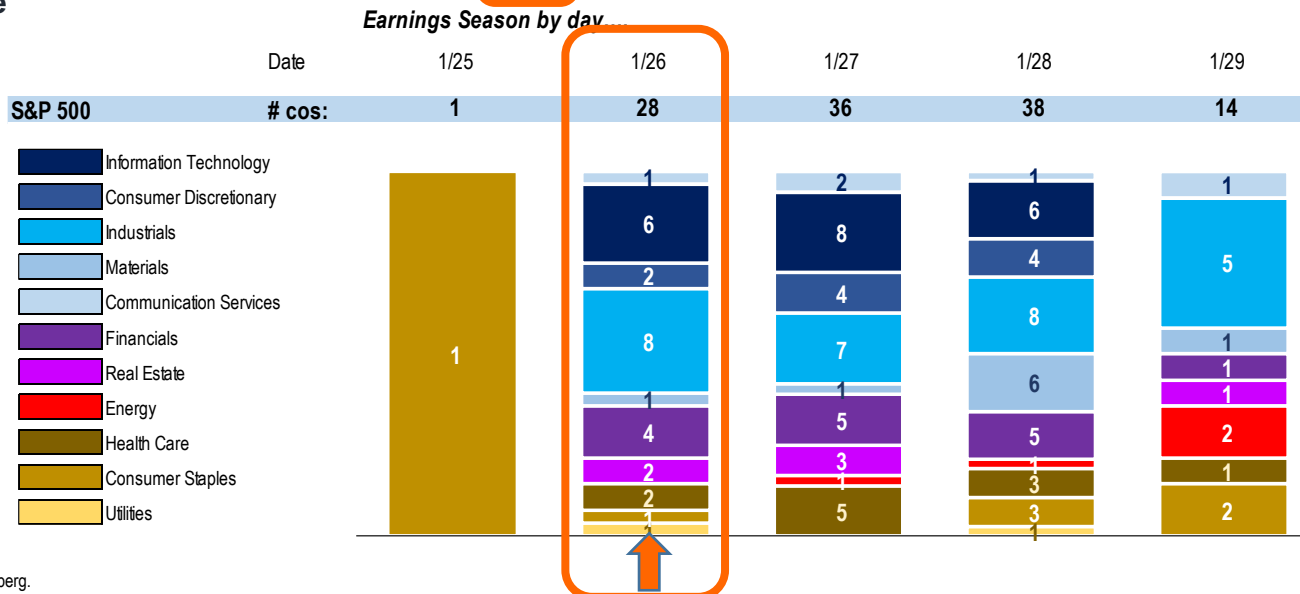 e
Earnings Season by day....
Date 1/25 1/26 1/27 1/28 1/29
S&P 500 # cos: 1 28 36 38 14
Information Technology
Consumer Discretionary
Industrials
Materials
Communication Services
Financials
Real Estate
Energy
Health Care
Consumer Staples
Utilities
1
1
6
2
8
1
4
2
2
1
1
2
8
4
7
1
5
3
1
5
1
6
4
8
6
5
1
3
3
1
1
5
1
1
1
2
1
2
berg.